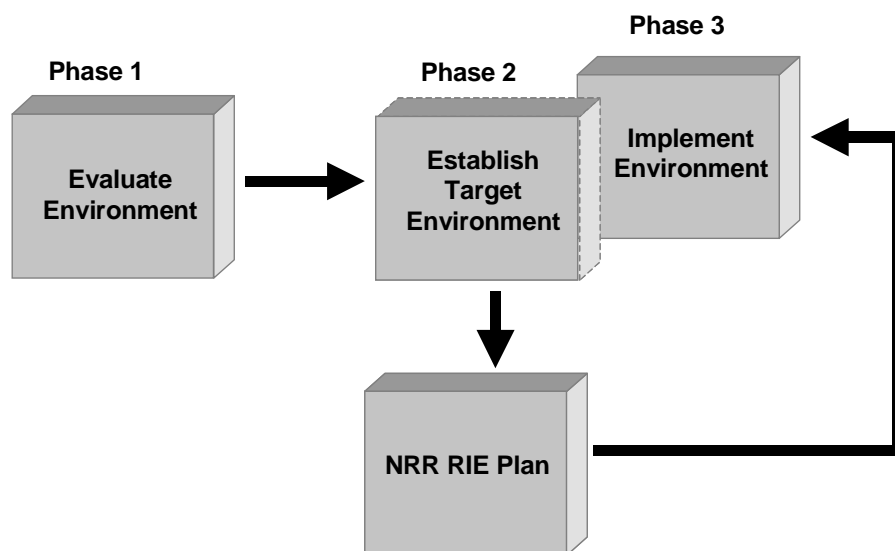 Phase 1
Evaluate
Environment
Phase 2
Establish
Target
Environment
Phase 3
Implement
Environment
NRR RIE Plan